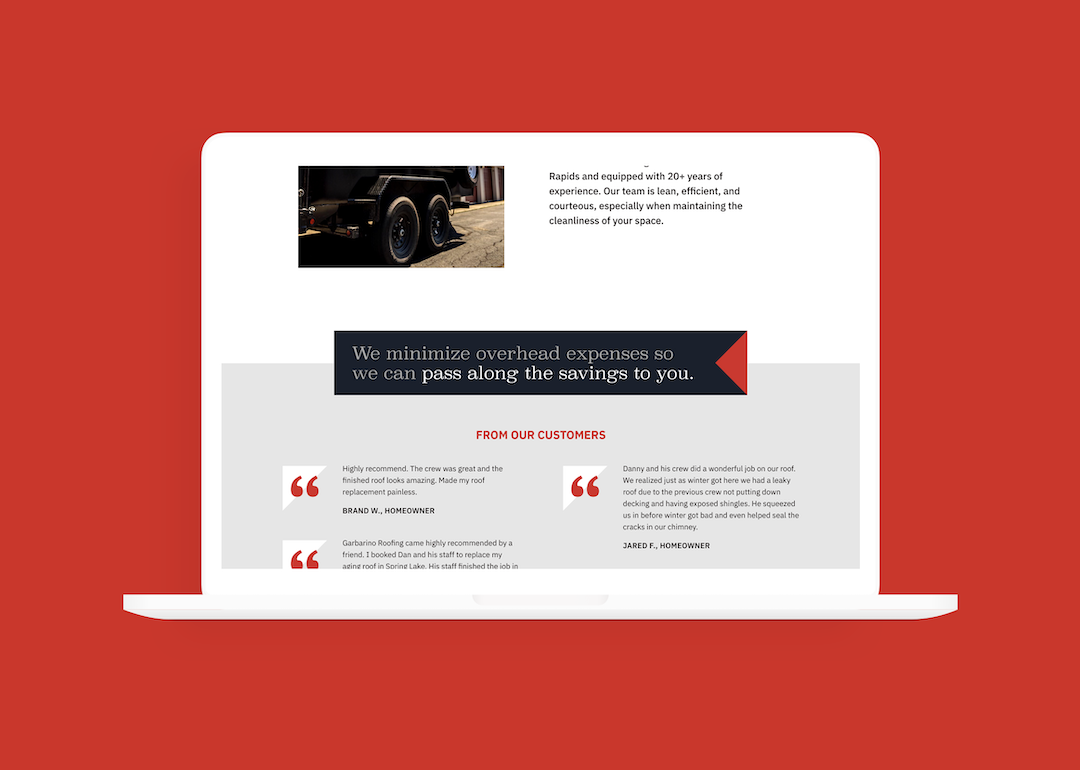 Rapids and equipped with 20+ years of
experience. Our team is lean, efficient, and
courteous, especially when maintaining the
cleanliness of your space.
We minimize overhead expenses so
we can pass along the savings to you.
FROM OUR CUSTOMERS
Highly recommend. The crew was great and the
finished roof looks amazing. Made my roof
replacement painless.
BRAND W., HOMEOWNER
Garbarino Roofing came highly recommended by a
friend. I booked Dan and his staff to replace my
aging roof in Spring Lake. His staff finished the job in
Danny and his crew did a wonderful job on our roof.
We realized just as winter got here we had a leaky
roof due to the previous crew not putting down
decking and having exposed shingles. He squeezed
us in before winter got bad and even helped seal the
cracks in our chimney.
JARED F., HOMEOWNER